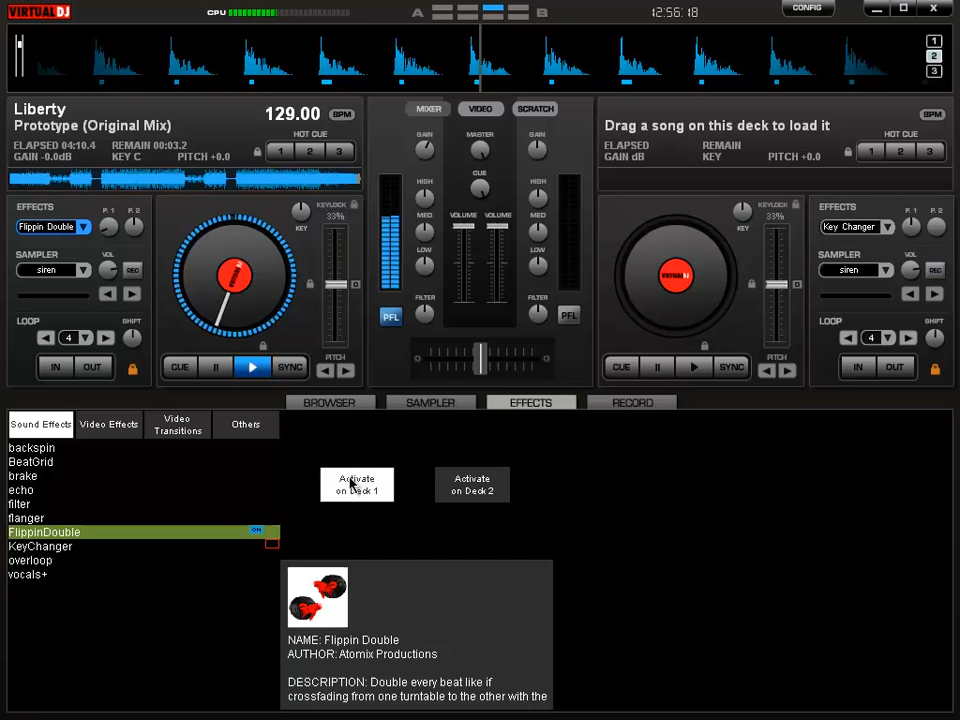 VIRTUAL DJ
CPU
A
B
12:56:18
CONFIG
1
2
3
Liberty
129.00 BPM
Prototype (Original Mix)
HOT CUE
ELAPSED 04:10.4 REMAIN 00:03.2
GAIN -0.0dB KEY C PITCH +0.0
1 2 3
MIXER VIDEO SCRATCH
GAIN MASTER GAIN
HIGH CUE HIGH
MED VOLUME VOLUME MED
LOW LOW
FILTER FILTER
PFL PFL
BPM
Drag a song on this deck to load it
HOT CUE
ELAPSED REMAIN
GAIN dB KEY PITCH +0.0
1 2 3
EFFECTS P. 1 P. 2
Flippin Double
SAMPLER VOL
siren REC
LOOP SHIFT
4
IN OUT
KEYLOCK
33%
KEY
CUE SYNC
PITCH
KEYLOCK
33%
KEY
CUE SYNC
PITCH
EFFECTS P. 1 P. 2
Key Changer
SAMPLER VOL
siren REC
LOOP SHIFT
4
IN OUT
BROWSER SAMPLER EFFECTS RECORD
Sound Effects
Video Effects
Video
Transitions
Others
backspin
BeatGrid
brake
echo
filter
flanger
FlippinDouble ON
KeyChanger
overloop
vocals+
Activate
on Deck 1
Activate
on Deck 2
NAME: Flippin Double
AUTHOR: Atomix Productions
DESCRIPTION: Double every beat like if
crossfading from one turntable to the other with the